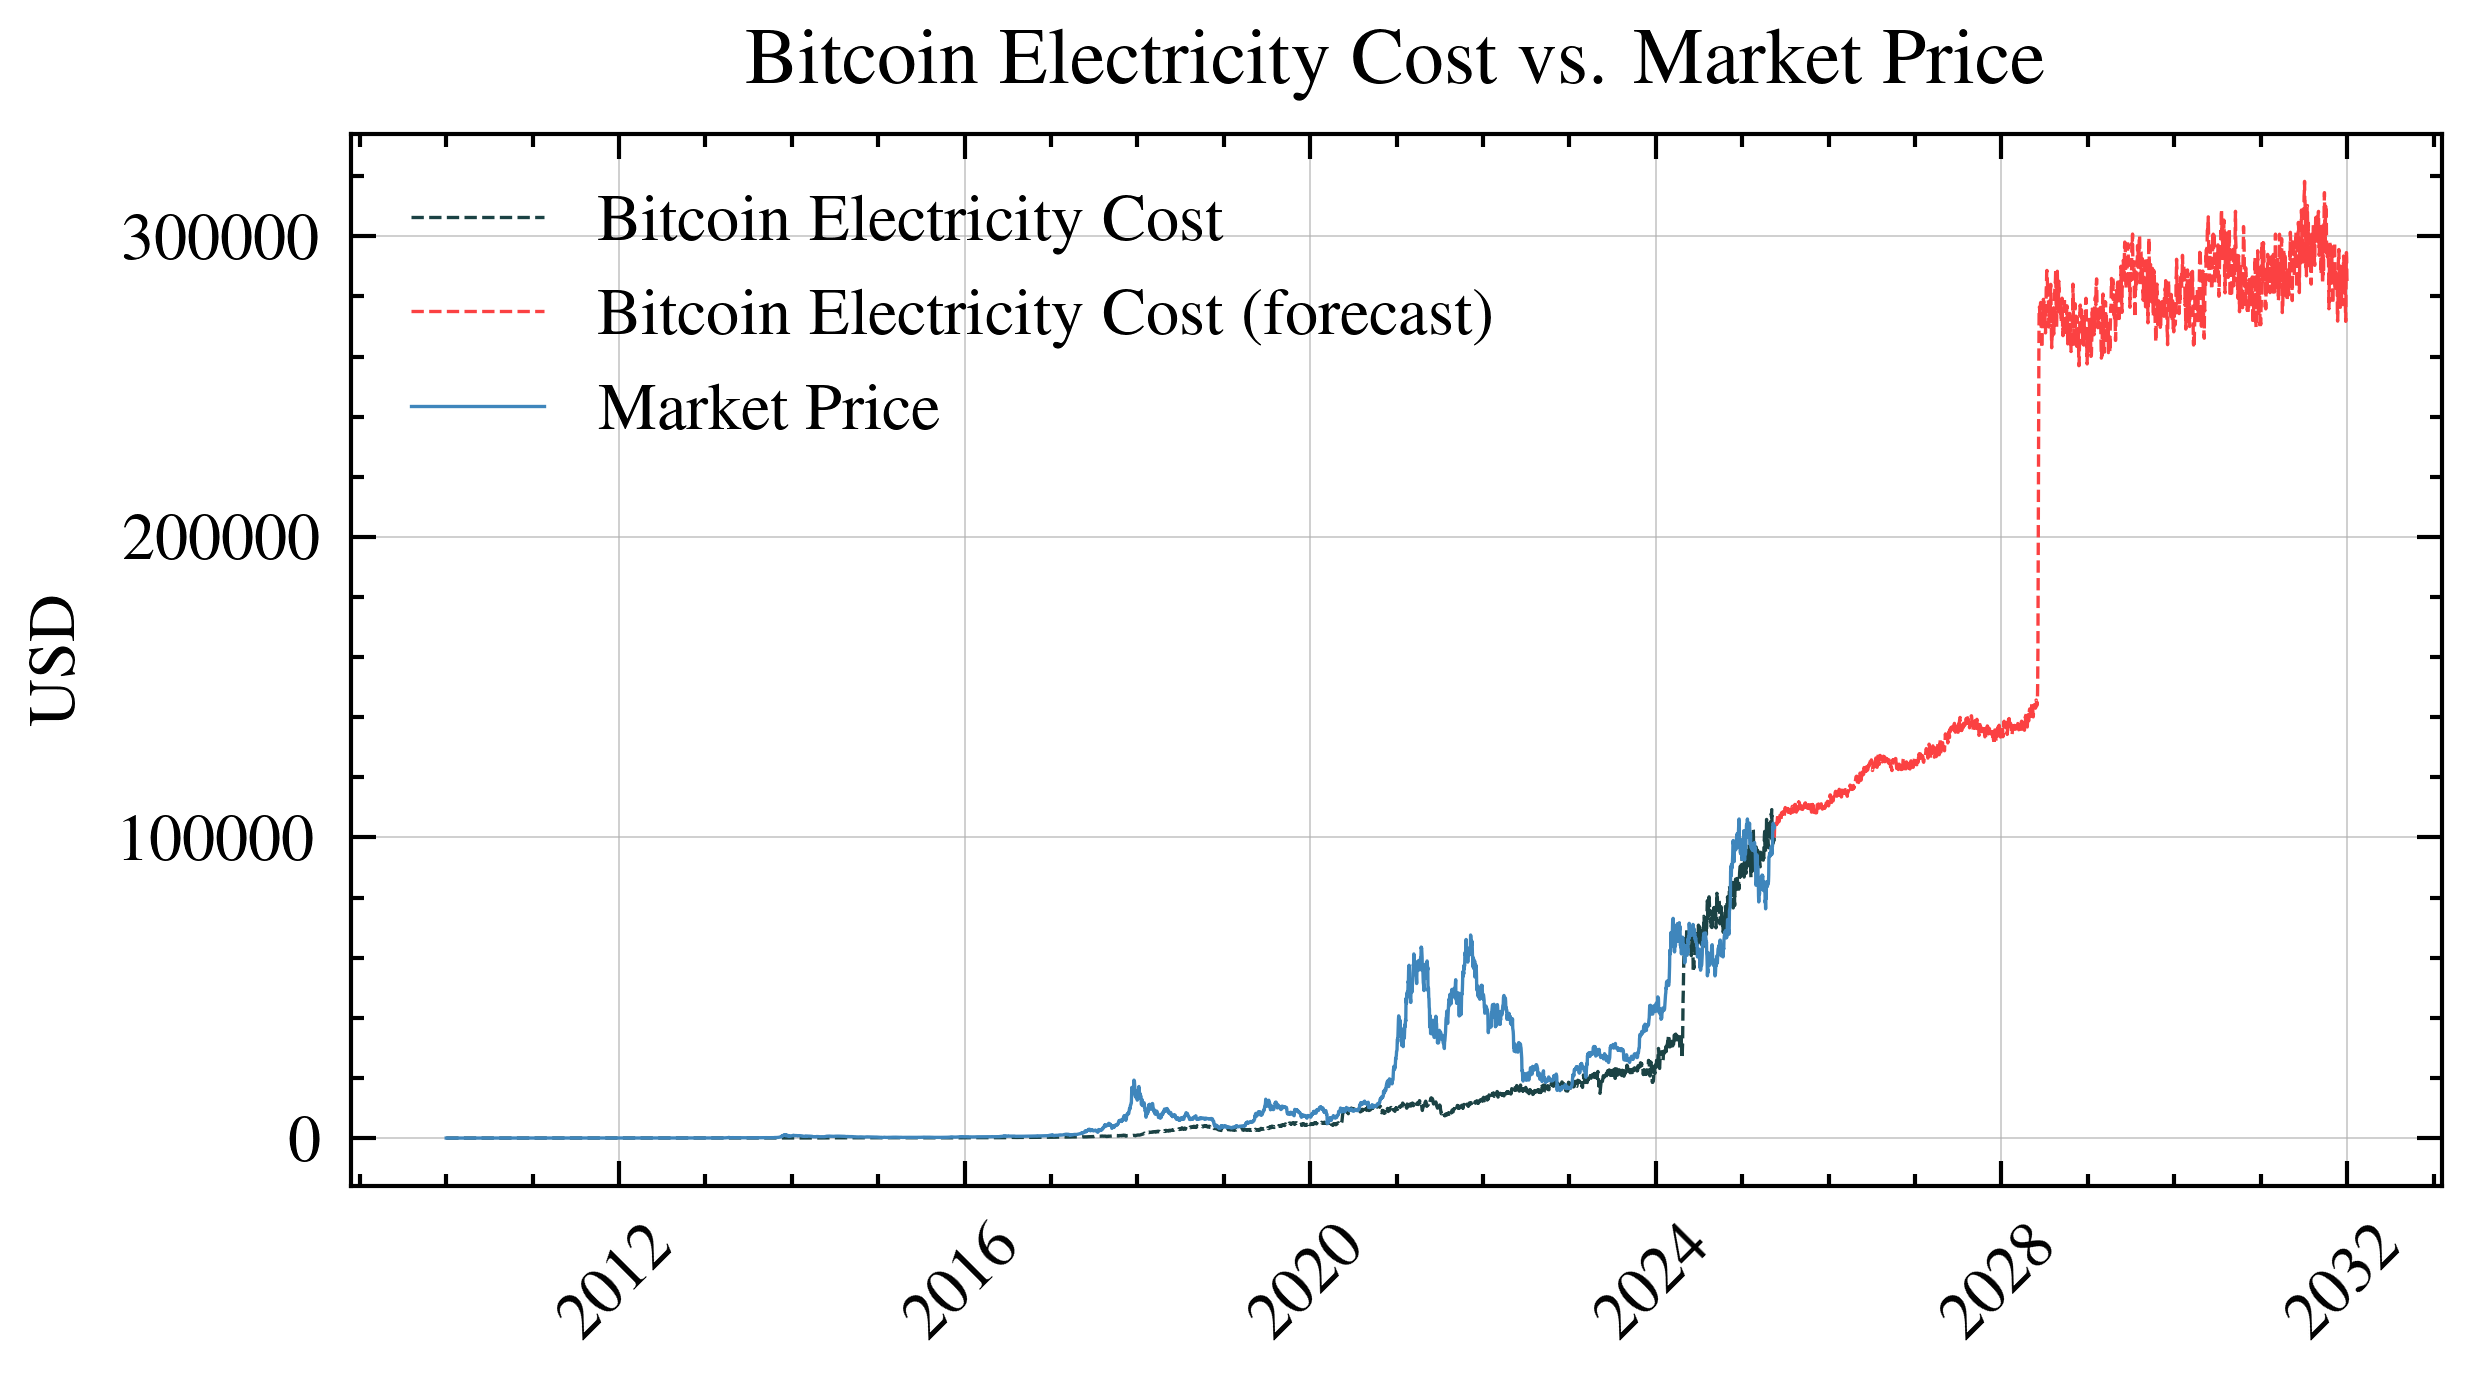 Bitcoin Electricity Cost vs. Market Price
Bitcoin Electricity Cost
Bitcoin Electricity Cost (forecast)
Market Price
USD
300000
200000
100000
0
2012
2016
2020
2024
2028
2032